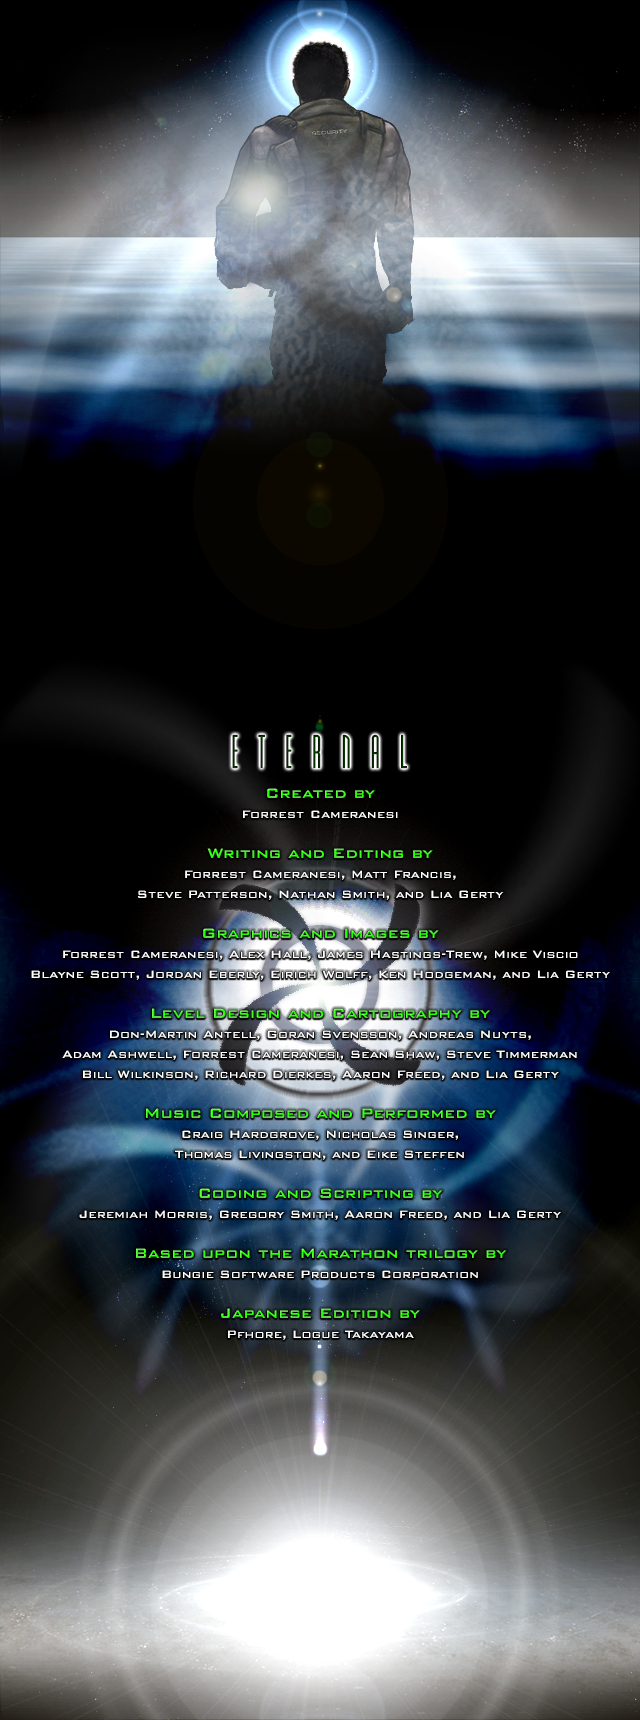 SECURITY
ETERNAL
Created by
Forrest Cameranesi
Writing and Editing by
Forrest Cameranesi, Matt Francis,
Steve Patterson, Nathan Smith, and Lia Gerty
Graphics and Images by
Forrest Cameranesi, Alex Hall, James Hastings-Trew, Mike Viscio
Blayne Scott, Jordan Eberly, Eirich Wolff, Ken Hodgeman, and Lia Gerty
Level Design and Cartography by
Don-Martin Antell, Goran Svensson, Andreas Nuyts,
Adam Ashwell, Forrest Cameranesi, Sean Shaw, Steve Timmerman
Bill Wilkinson, Richard Dierkes, Aaron Freed, and Lia Gerty
Music Composed and Performed by
Craig Hardgrove, Nicholas Singer,
Thomas Livingston, and Eike Steffen
Coding and Scripting by
Jeremiah Morris, Gregory Smith, Aaron Freed, and Lia Gerty
Based upon the Marathon trilogy by
Bungie Software Products Corporation
Japanese Edition by
Pfhore, Logue Takayama